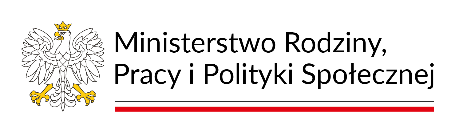 Ministerstwo Rodziny,
Pracy i Polityki Społecznej